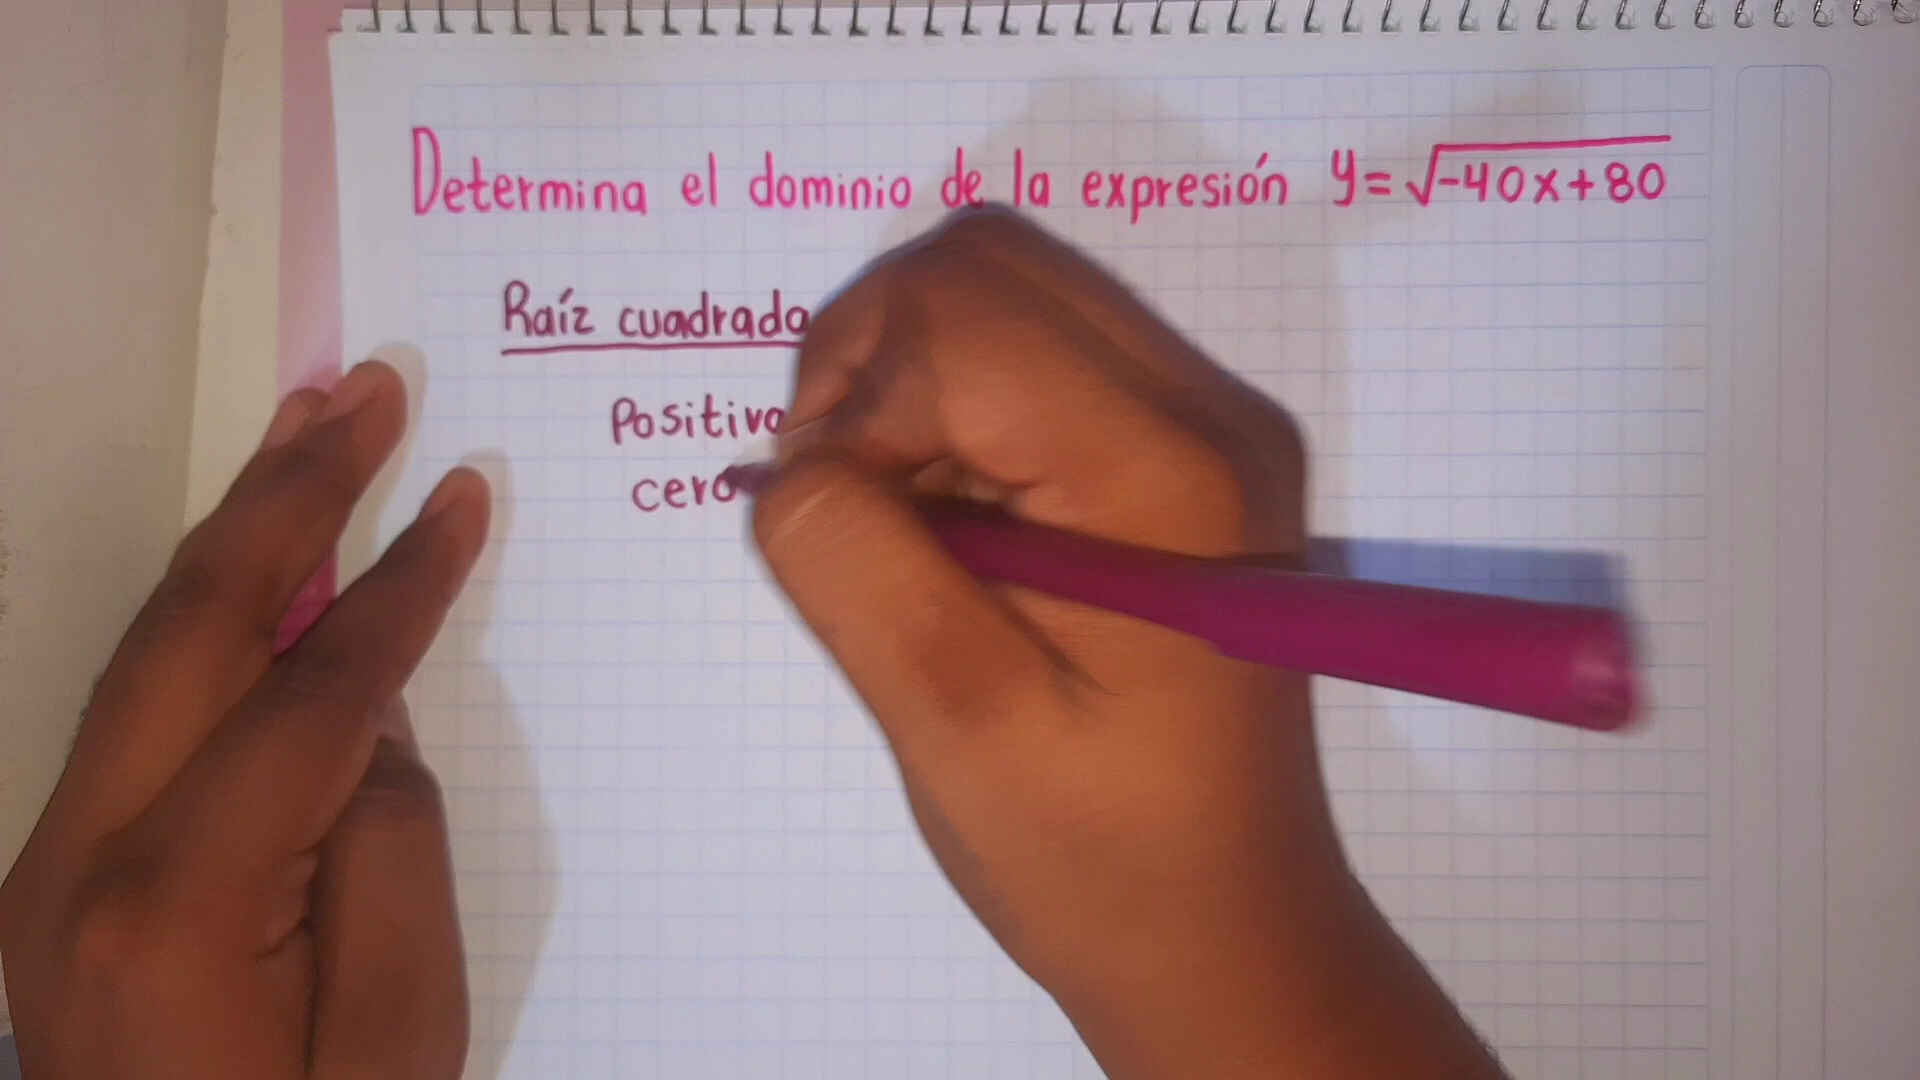 Determina el dominio de la expresión y=√-40x+80
Raíz cuadrada
Positiva
cero